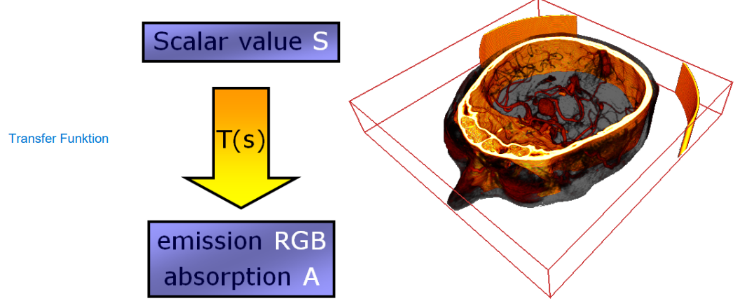 Scalar value S
Transfer Funktion
T(s)
emission RGB
absorption A